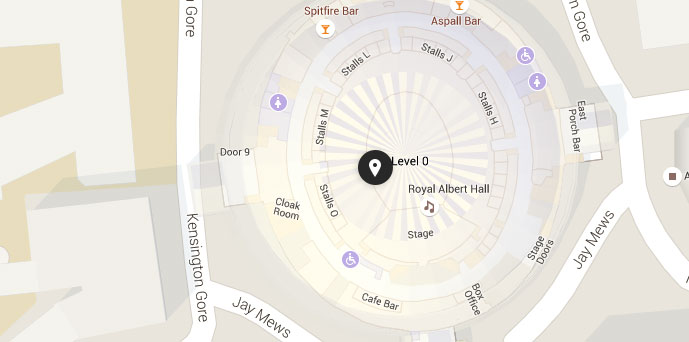 Spitfire Bar
Aspall Bar
Gore
Kensington Gore
Stalls L
Stalls J
Stalls M
Stalls H
East
Porch Bar
Door 9
Level 0
Royal Albert Hall
Stalls O
Cloak
Room
Stage
Stage
Doors
Jay Mews
Kensington Gore
Cafe Bar
Box
Office
Jay Mews